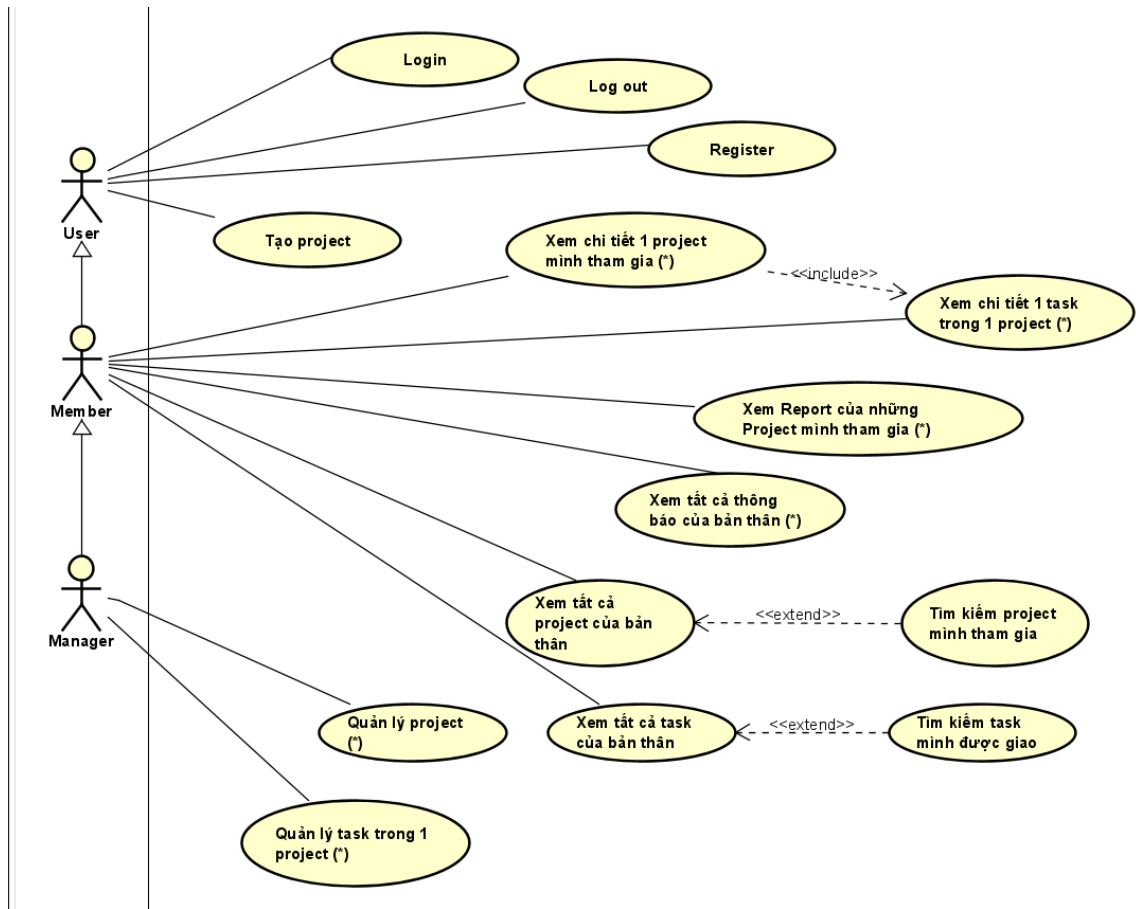 Login
Log out
Register
User
Tạo project
Xem chi tiết 1 project
mình tham gia (*)
<<include>>
Xem chi tiết 1 task
trong 1 project (*)
Member
Xem Report của những
Project mình tham gia (*)
Xem tất cả thông
báo của bản thân (*)
Manager
Xem tất cả
project của bản
thân
<<extend>>
Tìm kiếm project
mình tham gia
Quản lý project
(*)
Xem tất cả task
của bản thân
<<extend>>
Tìm kiếm task
mình được giao
Quản lý task trong 1
project (*)